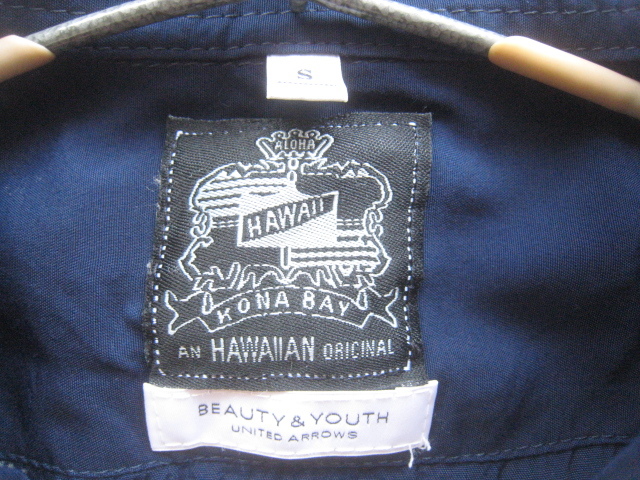 S
ALOHA
HAWAII
KONA BAY
AN HAWAIIAN ORIGINAL
BEAUTY & YOUTH
UNITED ARROWS